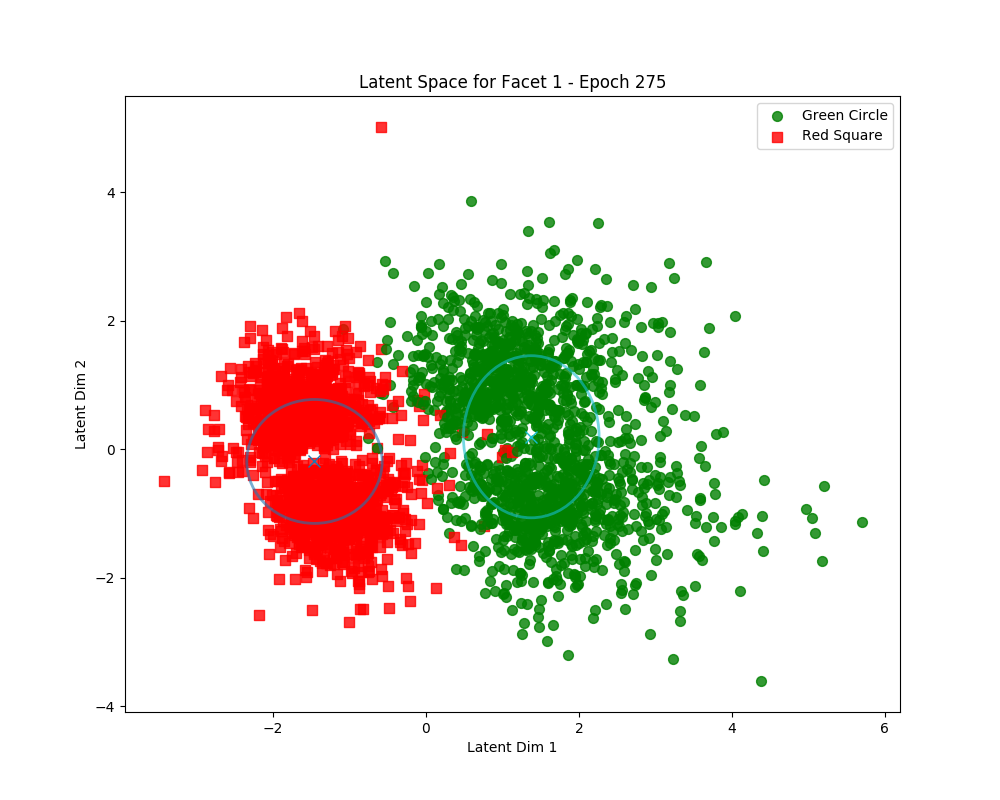 Latent Space for Facet 1 - Epoch 275
Green Circle
Red Square
4
2
0
−2
−4
Latent Dim 2
−2
0
2
4
6
Latent Dim 1